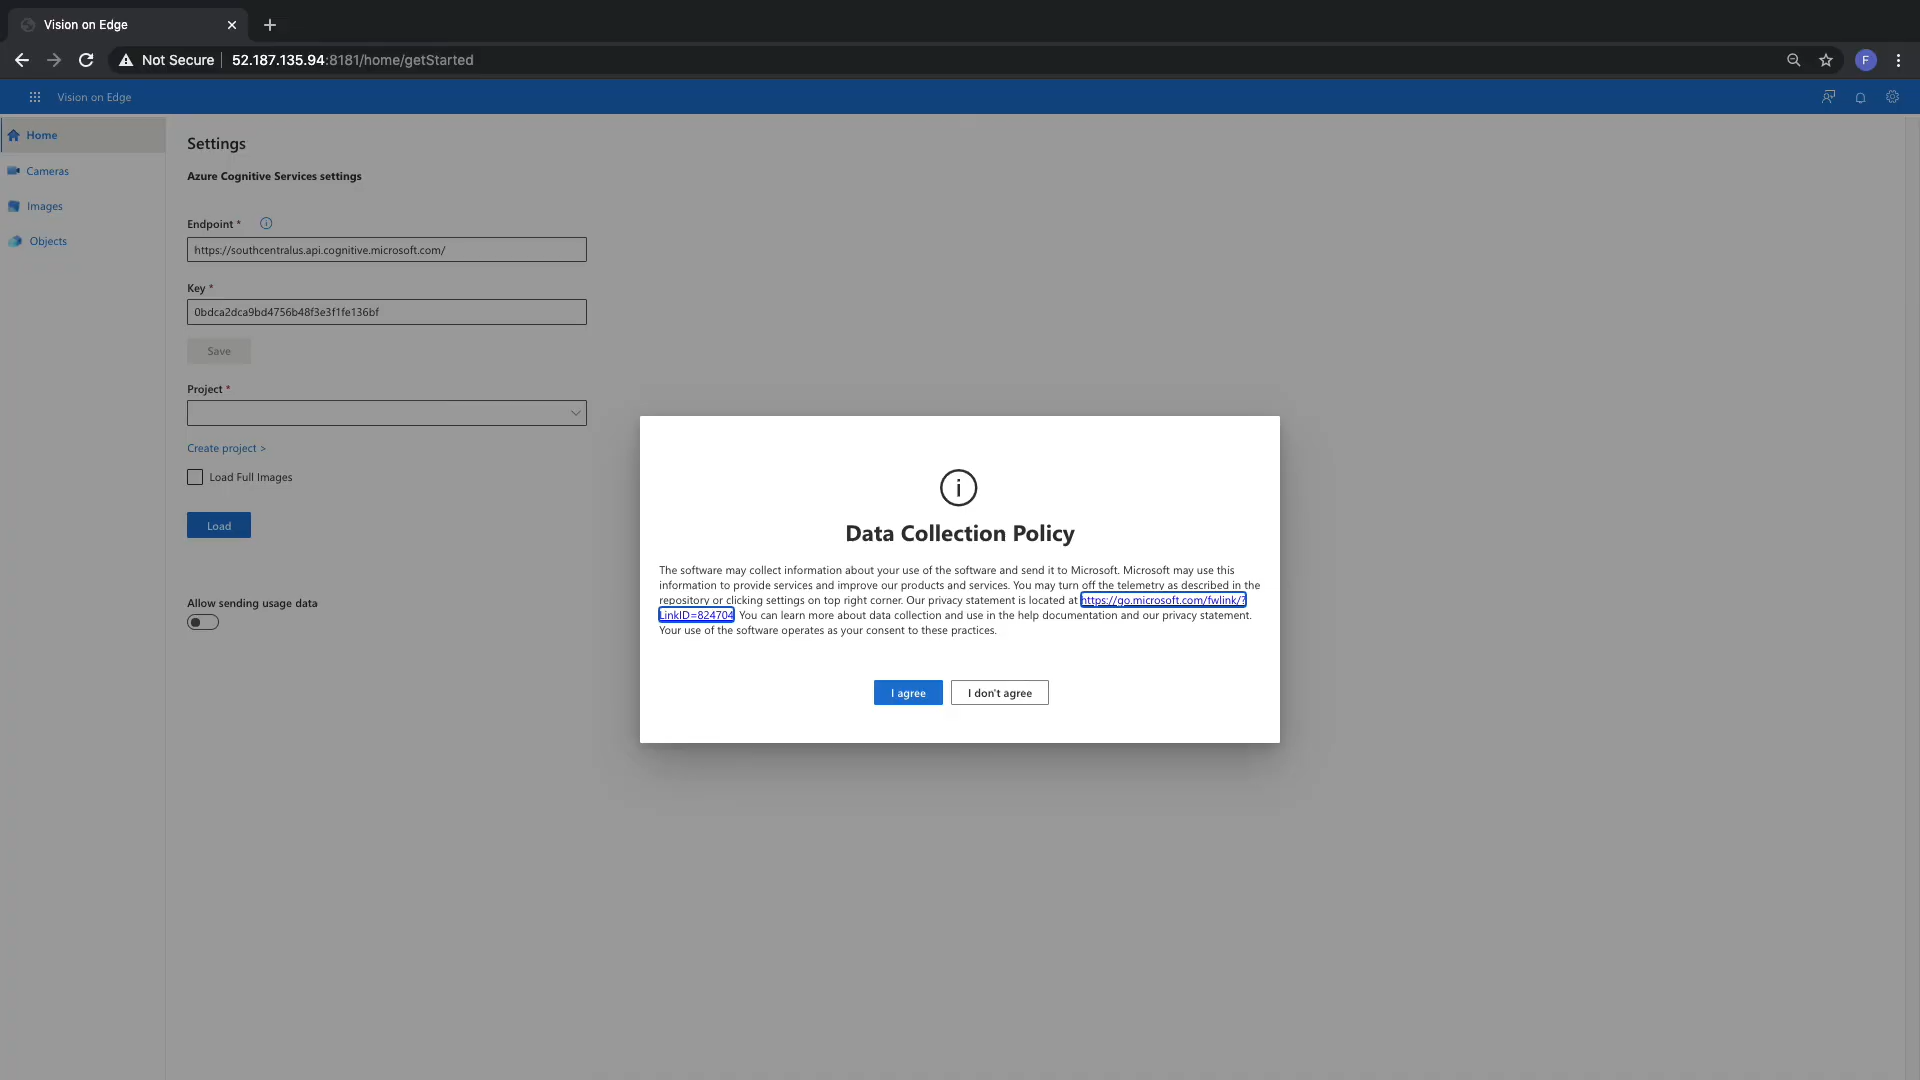 Vision on Edge
Not Secure
52.187.135.94:8181/home/getStarted
F
Vision on Edge
Home
Cameras
Images
Objects
Settings
Azure Cognitive Services settings
Endpoint *
https://southcentralus.api.cognitive.microsoft.com/
Key *
0bdca2dca9bd4756b48f3e3f1fe136bf
Save
Project *
Create project >
Load Full Images
Load
Allow sending usage data
Data Collection Policy
The software may collect information about your use of the software and send it to Microsoft. Microsoft may use this
information to provide services and improve our products and services. You may turn off the telemetry as described in the
repository or clicking settings on top right corner. Our privacy statement is located at https://go.microsoft.com/fwlink/?
LinkID=824704 You can learn more about data collection and use in the help documentation and our privacy statement.
Your use of the software operates as your consent to these practices.
I agree
I don't agree